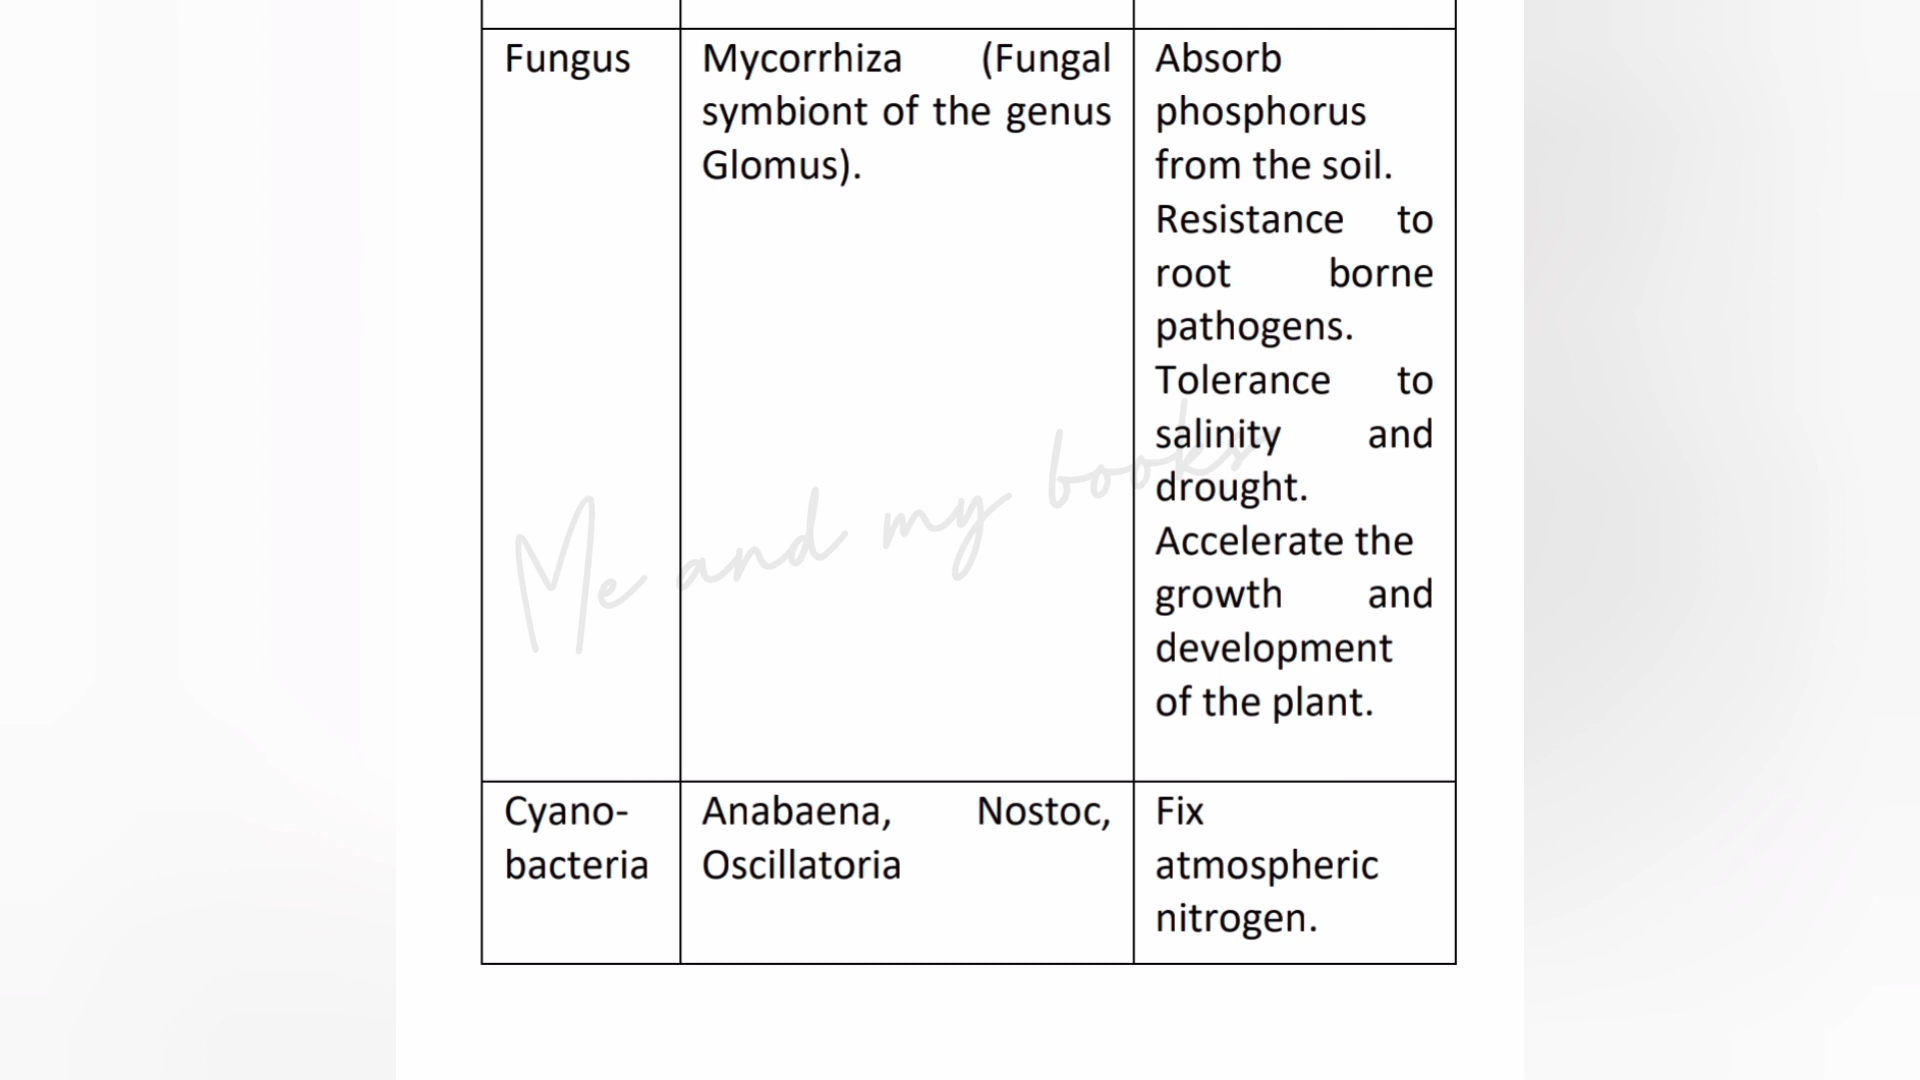 Fungus
Mycorrhiza (Fungal
symbiont of the genus
Glomus).
Absorb
phosphorus
from the soil.
Resistance to
root borne
pathogens.
Tolerance to
salinity and
drought.
Accelerate the
growth and
development
of the plant.
Me and my books
Cyano-
bacteria
Anabaena, Nostoc,
Oscillatoria
Fix
atmospheric
nitrogen.